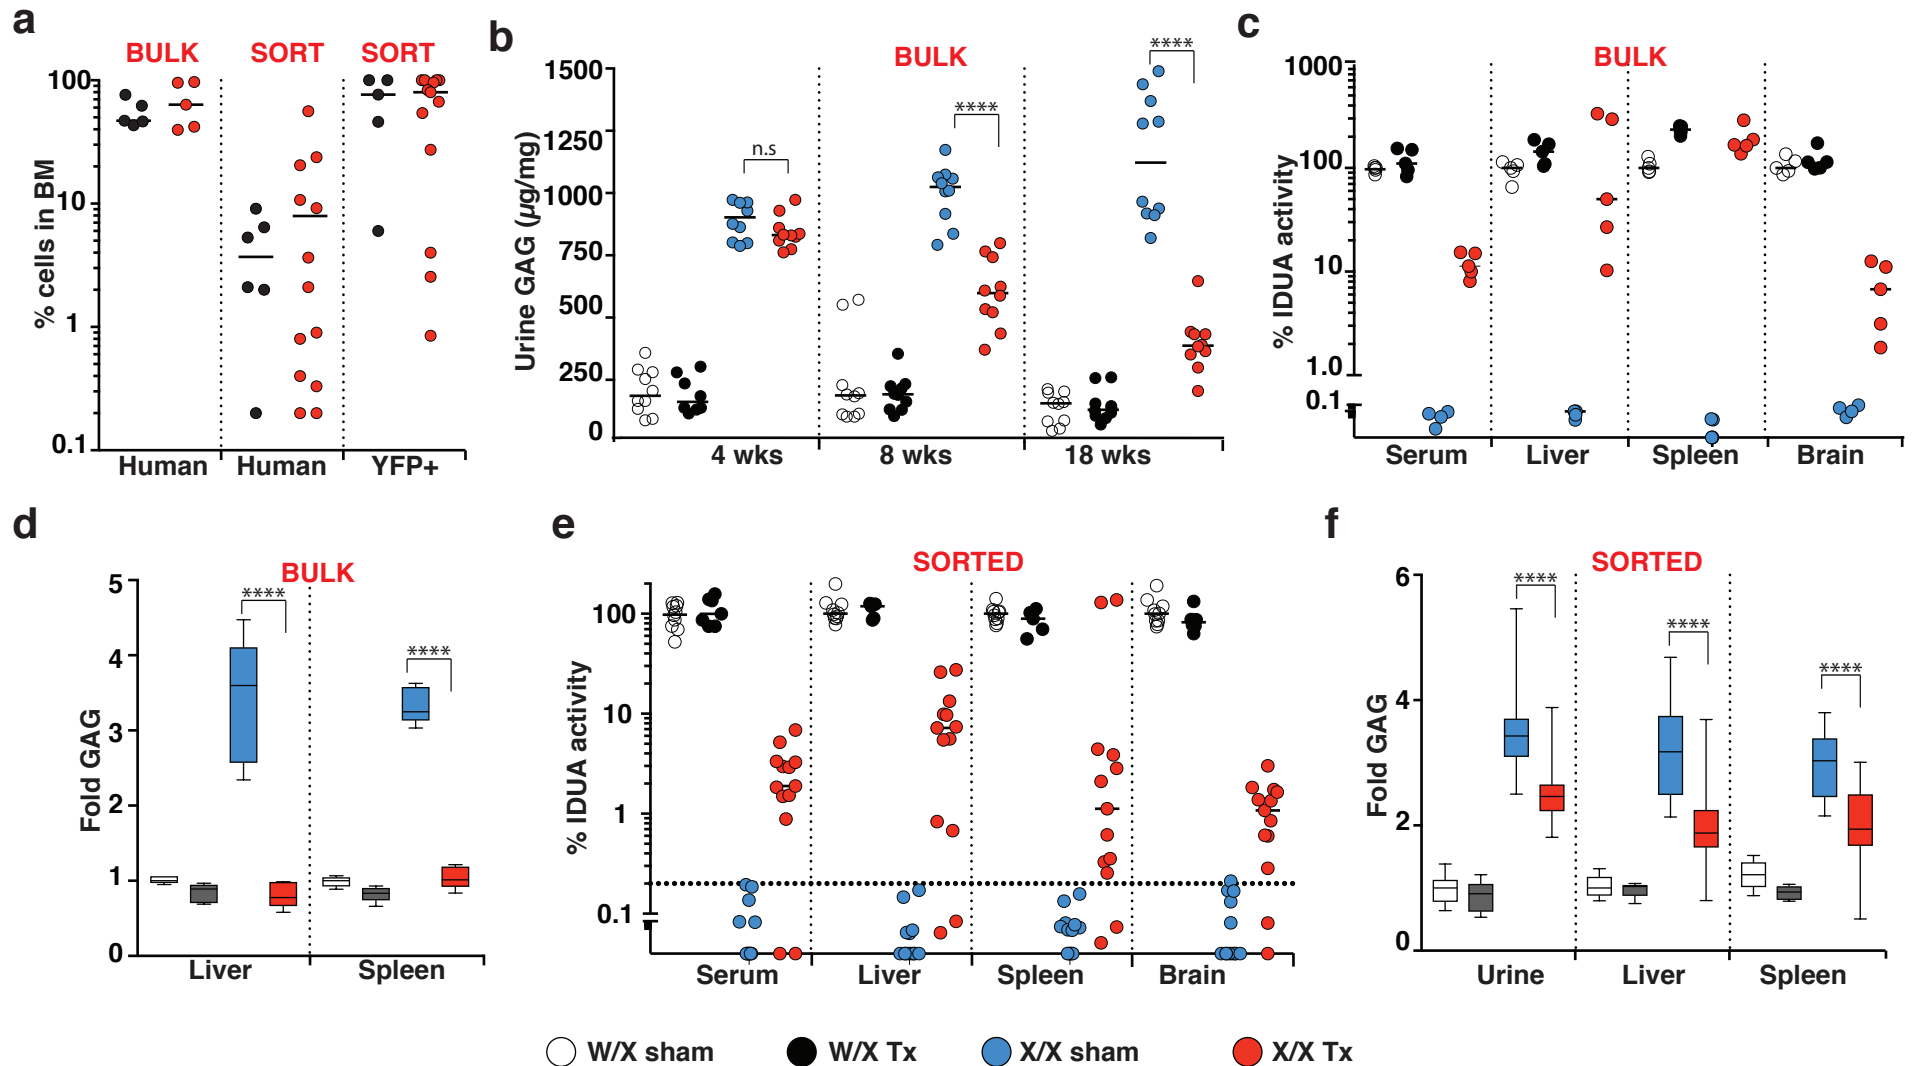 a
BULK SORT SORT
% cells in BM
100
10
1
0.1
Human Human YFP+
b
BULK
Urine GAG (µg/mg)
1500
1250
1000
750
500
250
0
n.s
****
****
4 wks 8 wks 18 wks
c
BULK
% IDUA activity
1000
100
10
1.0
0.1
Serum Liver Spleen Brain
d
BULK
Fold GAG
5
4
3
2
1
0
****
****
Liver Spleen
e
SORTED
% IDUA activity
100
10
1
0.1
Serum Liver Spleen Brain
f
SORTED
Fold GAG
6
4
2
0
****
****
****
Urine Liver Spleen
W/X sham W/X Tx X/X sham X/X Tx